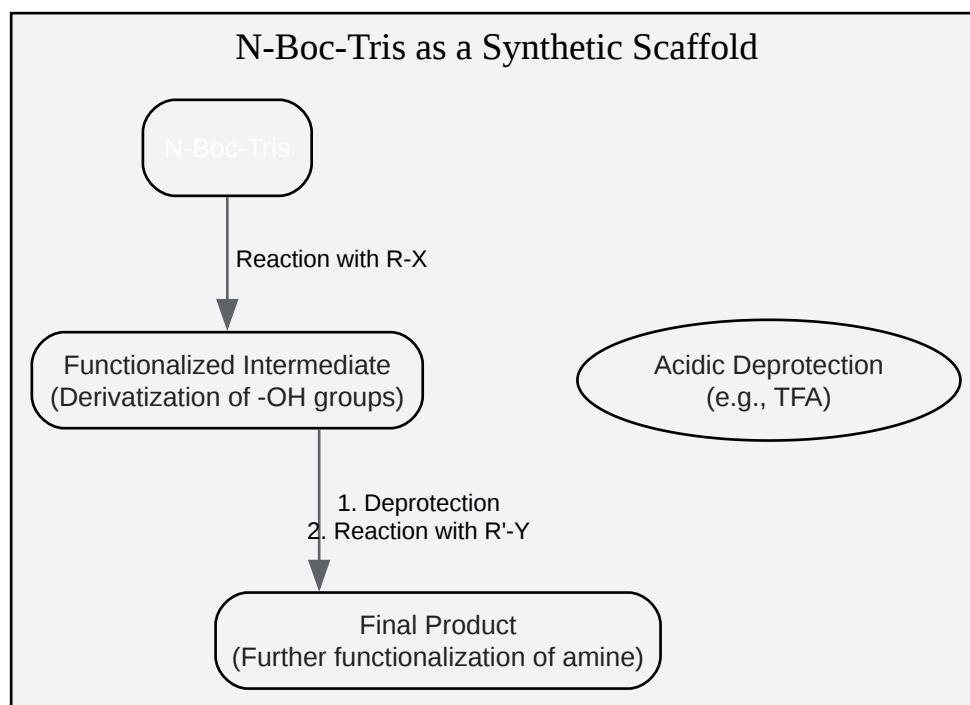 N-Boc-Tris as a Synthetic Scaffold
N-Boc-Tris
Reaction with R-X
Functionalized Intermediate
(Derivatization of -OH groups)
Acidic Deprotection
(e.g., TFA)
1. Deprotection
2. Reaction with R'-Y
Final Product
(Further functionalization of amine)